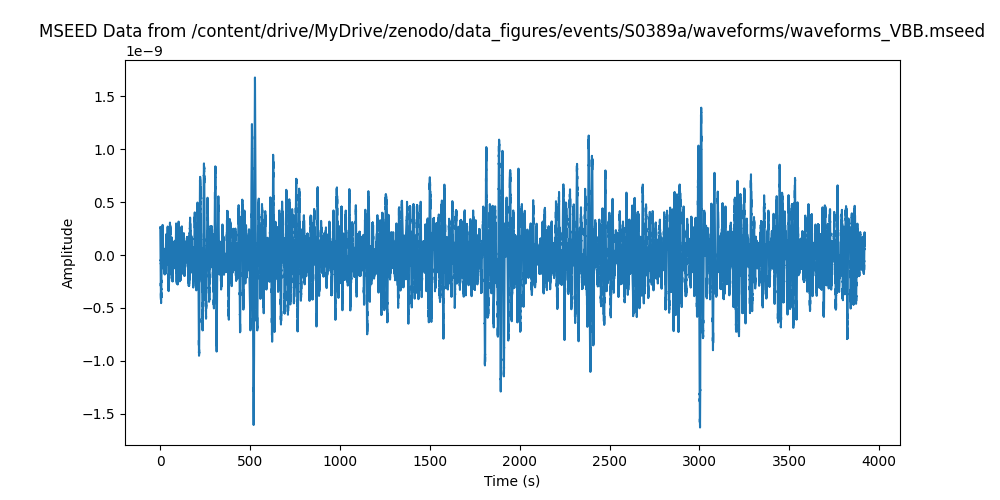 MSEED Data from /content/drive/MyDrive/zenodo/data_figures/events/S0389a/waveforms/waveforms_VBB.mseed
1e−9
1.5
1.0
0.5
0.0
−0.5
−1.0
−1.5
Amplitude
0 500 1000 1500 2000 2500 3000 3500 4000
Time (s)